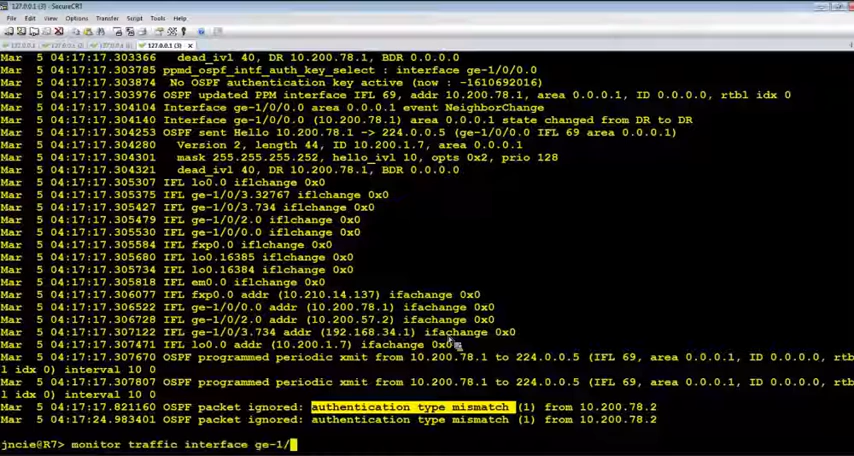 127.0.0.1 (3) - SecureCRT
File Edit View Options Transfer Script Tools Help
127.0.0.1 127.0.0.1 (2) 127.0.0.1 (1) 127.0.0.1 (3)
Mar 5 04:17:17.303366 dead_ivl 40, DR 10.200.78.1, BDR 0.0.0.0
Mar 5 04:17:17.303785 ppmd_ospf_intf_auth_key_select : interface ge-1/0/0.0
Mar 5 04:17:17.303874 No OSPF authentication key active (now : -1610692016)
Mar 5 04:17:17.303976 OSPF updated PPM interface IFL 69, addr 10.200.78.1, area 0.0.0.1, ID 0.0.0.0, rtbl idx 0
Mar 5 04:17:17.304104 Interface ge-1/0/0.0 area 0.0.0.1 event NeighborChange
Mar 5 04:17:17.304140 Interface ge-1/0/0.0 (10.200.78.1) area 0.0.0.1 state changed from DR to DR
Mar 5 04:17:17.304253 OSPF sent Hello 10.200.78.1 -> 224.0.0.5 (ge-1/0/0.0 IFL 69 area 0.0.0.1)
Mar 5 04:17:17.304280 Version 2, length 44, ID 10.200.1.7, area 0.0.0.1
Mar 5 04:17:17.304301 mask 255.255.255.252, hello_ivl 10, opts 0x2, prio 128
Mar 5 04:17:17.304321 dead_ivl 40, DR 10.200.78.1, BDR 0.0.0.0
Mar 5 04:17:17.305307 IFL lo0.0 iflchange 0x0
Mar 5 04:17:17.305375 IFL ge-1/0/3.32767 iflchange 0x0
Mar 5 04:17:17.305427 IFL ge-1/0/3.734 iflchange 0x0
Mar 5 04:17:17.305479 IFL ge-1/0/2.0 iflchange 0x0
Mar 5 04:17:17.305530 IFL ge-1/0/0.0 iflchange 0x0
Mar 5 04:17:17.305584 IFL fxp0.0 iflchange 0x0
Mar 5 04:17:17.305680 IFL lo0.16385 iflchange 0x0
Mar 5 04:17:17.305734 IFL lo0.16384 iflchange 0x0
Mar 5 04:17:17.305818 IFL em0.0 iflchange 0x0
Mar 5 04:17:17.306077 IFL fxp0.0 addr (10.210.14.137) ifachange 0x0
Mar 5 04:17:17.306522 IFL ge-1/0/0.0 addr (10.200.78.1) ifachange 0x0
Mar 5 04:17:17.306728 IFL ge-1/0/2.0 addr (10.200.57.2) ifachange 0x0
Mar 5 04:17:17.307122 IFL ge-1/0/3.734 addr (192.168.34.1) ifachange 0x0
Mar 5 04:17:17.307471 IFL lo0.0 addr (10.200.1.7) ifachange 0x0
Mar 5 04:17:17.307670 OSPF programmed periodic xmit from 10.200.78.1 to 224.0.0.5 (IFL 69, area 0.0.0.1, ID 0.0.0.0, rtb
l idx 0) interval 10 0
Mar 5 04:17:17.307807 OSPF programmed periodic xmit from 10.200.78.1 to 224.0.0.5 (IFL 69, area 0.0.0.1, ID 0.0.0.0, rtb
l idx 0) interval 10 0
Mar 5 04:17:17.821160 OSPF packet ignored: authentication type mismatch (1) from 10.200.78.2
Mar 5 04:17:24.983401 OSPF packet ignored: authentication type mismatch (1) from 10.200.78.2
jncie@R7> monitor traffic interface ge-1/